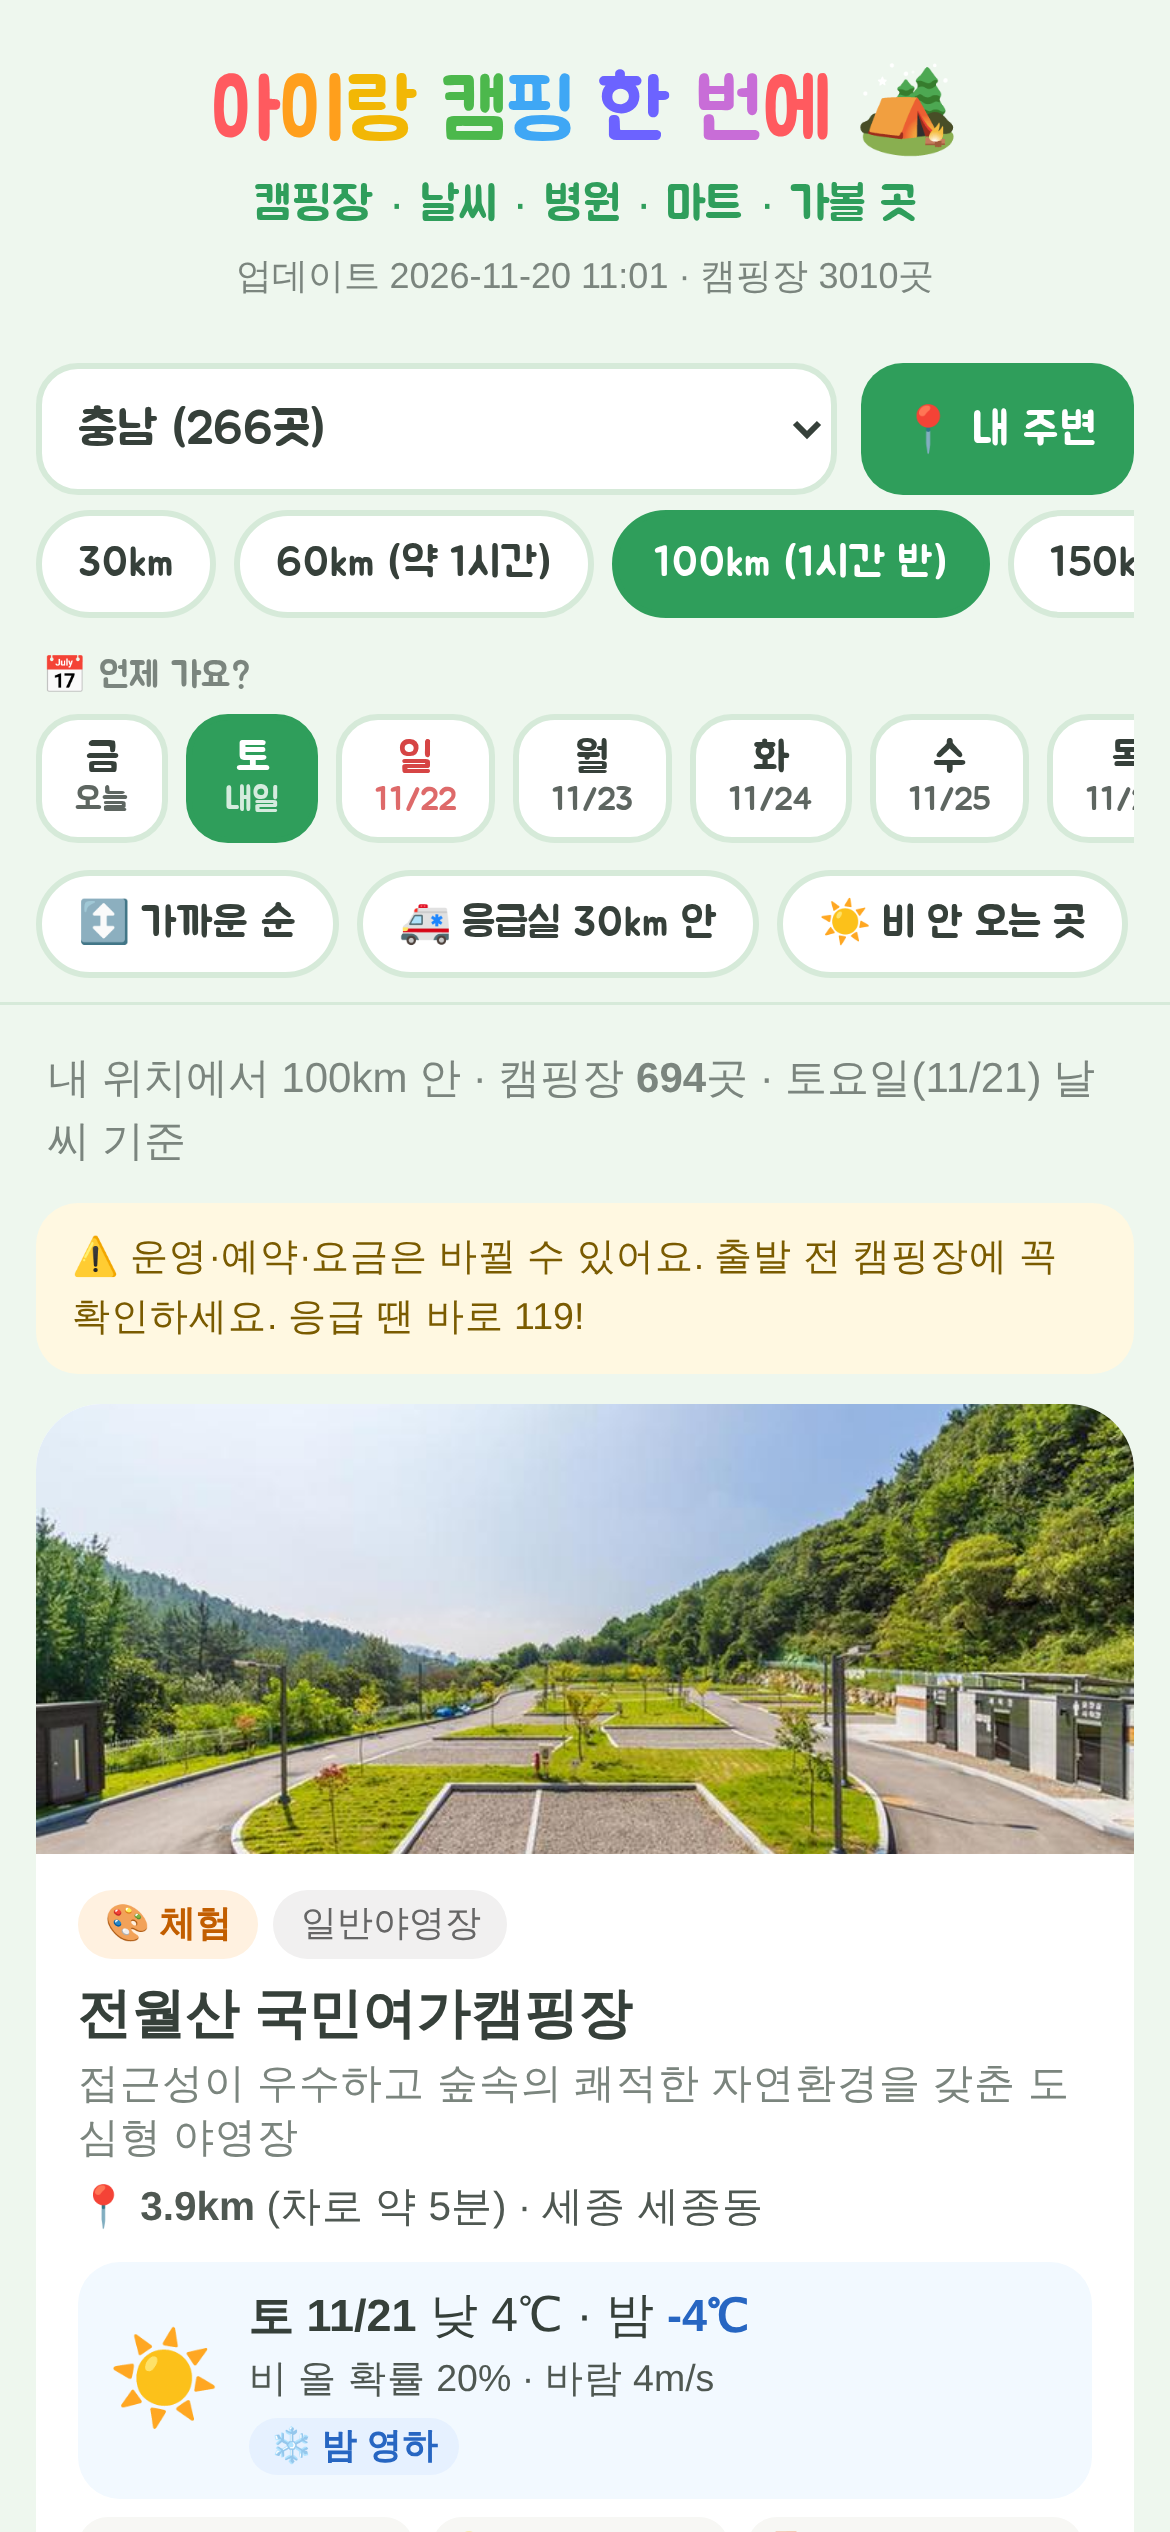 아이랑 캠핑 한 번에
캠핑장 · 날씨 · 병원 · 마트 · 가볼 곳
업데이트 2026-11-20 11:01 · 캠핑장 3010곳
충남 (266곳)
📍 내 주변
30km
60km (약 1시간)
100km (1시간 반)
150k
📅 언제 가요?
금 오늘
토 내일
일 11/22
월 11/23
화 11/24
수 11/25
11/
↕️ 가까운 순
🚑 응급실 30km 안
☀️ 비 안 오는 곳
내 위치에서 100km 안 · 캠핑장 694곳 · 토요일(11/21) 날
씨 기준
⚠️ 운영·예약·요금은 바뀔 수 있어요. 출발 전 캠핑장에 꼭
확인하세요. 응급 땐 바로 119!
🎨 체험
일반야영장
전월산 국민여가캠핑장
접근성이 우수하고 숲속의 쾌적한 자연환경을 갖춘 도
심형 야영장
📍 3.9km (차로 약 5분) · 세종 세종동
토 11/21 낮 4℃ · 밤 -4℃
비 올 확률 20% · 바람 4m/s
❄️ 밤 영하